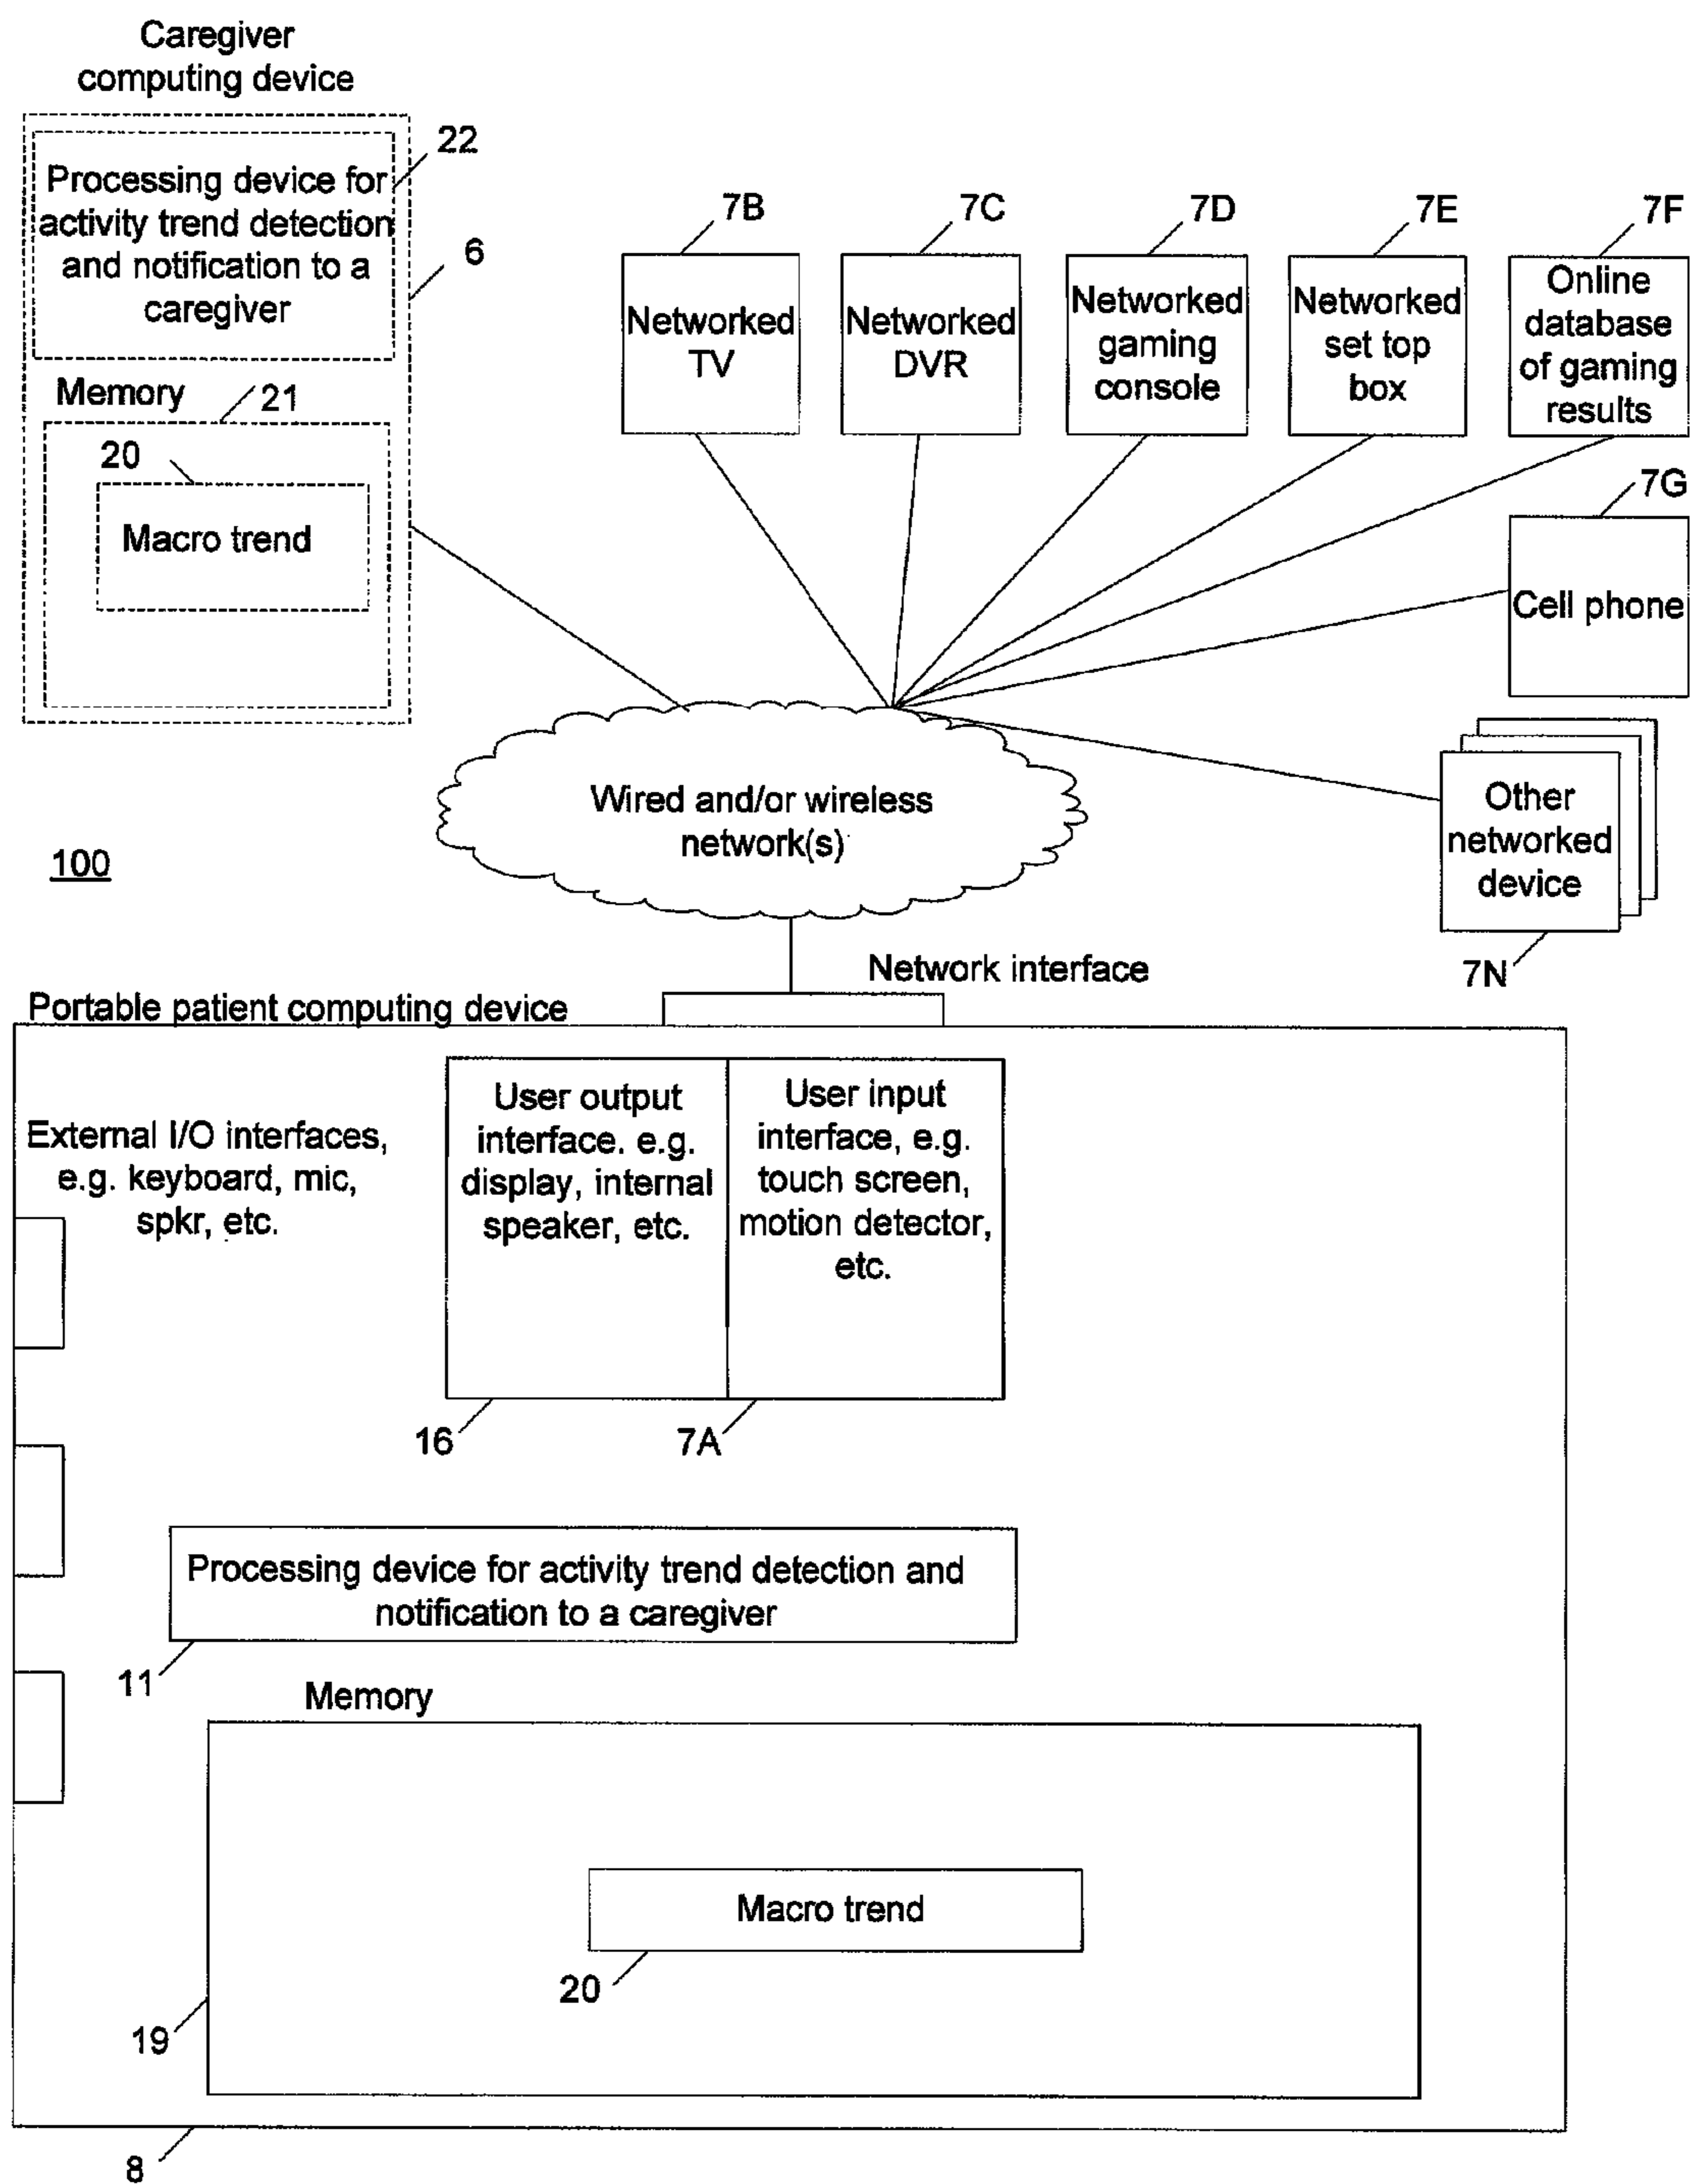 Caregiver
computing device
22
Processing device for
activity trend detection
and notification to a
caregiver
6
Memory
21
20
Macro trend
7B
7C
7D
7E
7F
Networked
TV
Networked
DVR
Networked
gaming
console
Networked
set top
box
Online
database
of gaming
results
7G
Cell phone
Wired and/or wireless
network(s)
Other
networked
device
7N
100
Network interface
Portable patient computing device
External I/O interfaces,
e.g. keyboard, mic,
spkr, etc.
User output
interface. e.g.
display, internal
speaker, etc.
User input
interface, e.g.
touch screen,
motion detector,
etc.
16
7A
Processing device for activity trend detection and
notification to a caregiver
11
Memory
Macro trend
20
19
8